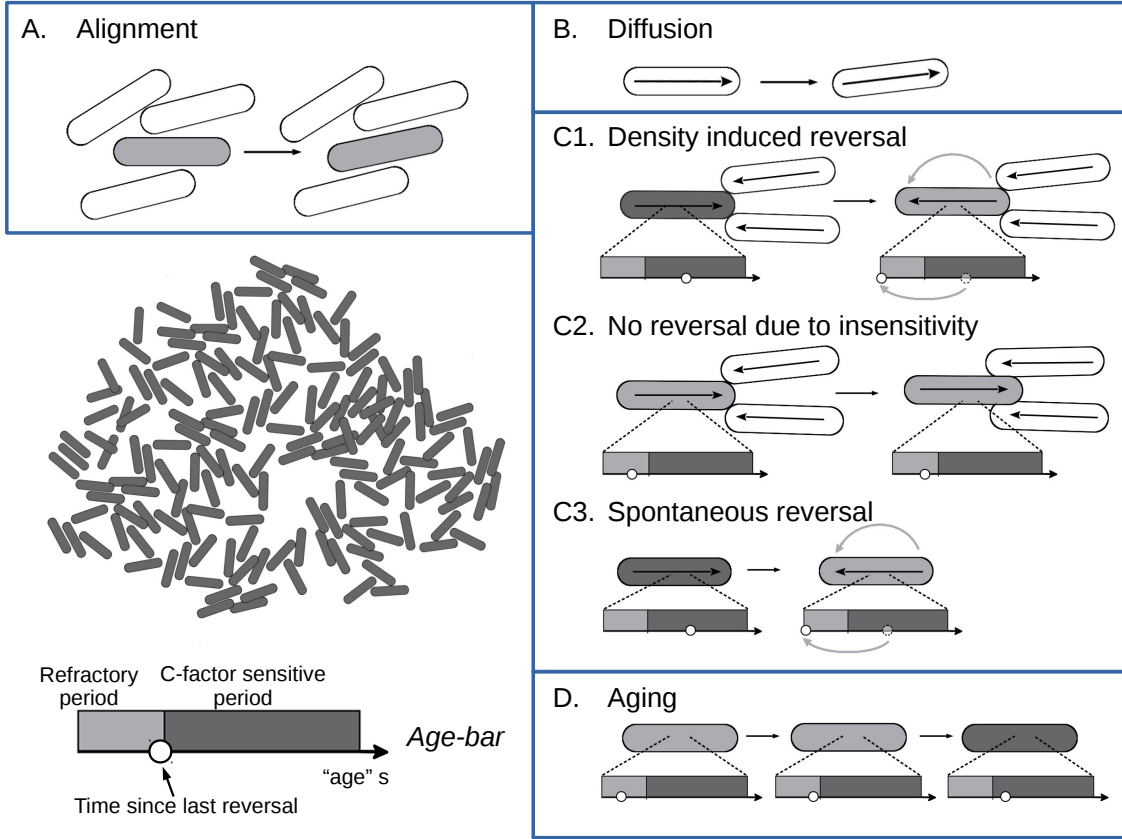 A. Alignment
B. Diffusion
C1. Density induced reversal
C2. No reversal due to insensitivity
C3. Spontaneous reversal
Refractory
period
C-factor sensitive
period
Age-bar
“age” s
Time since last reversal
D. Aging